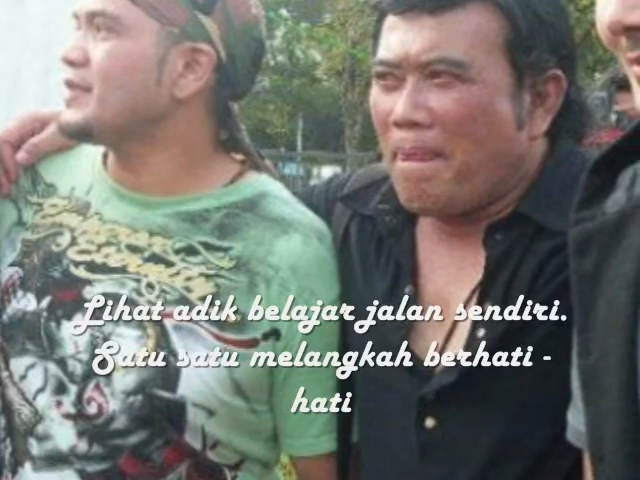 Lihat adik belajar jalan sendiri.
Satu satu melangkah berhati -
hati